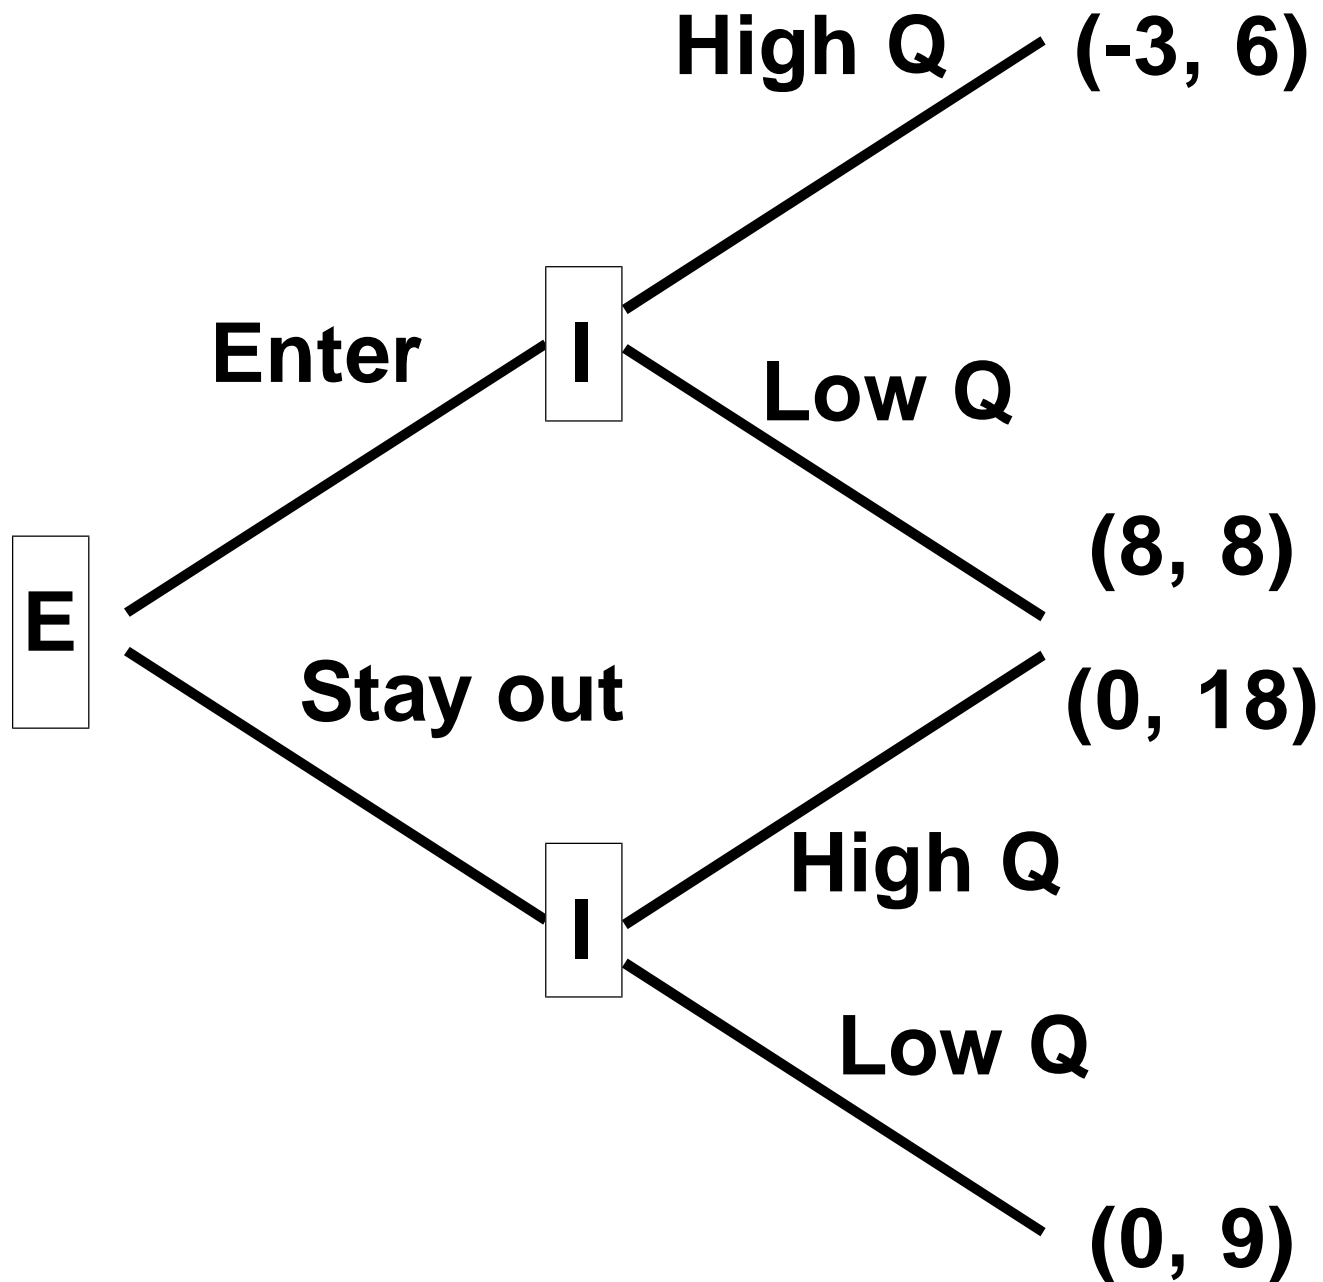 High Q (-3, 6)
Enter
I
Low Q
(8, 8)
E
Stay out
(0, 18)
High Q
I
Low Q
(0, 9)